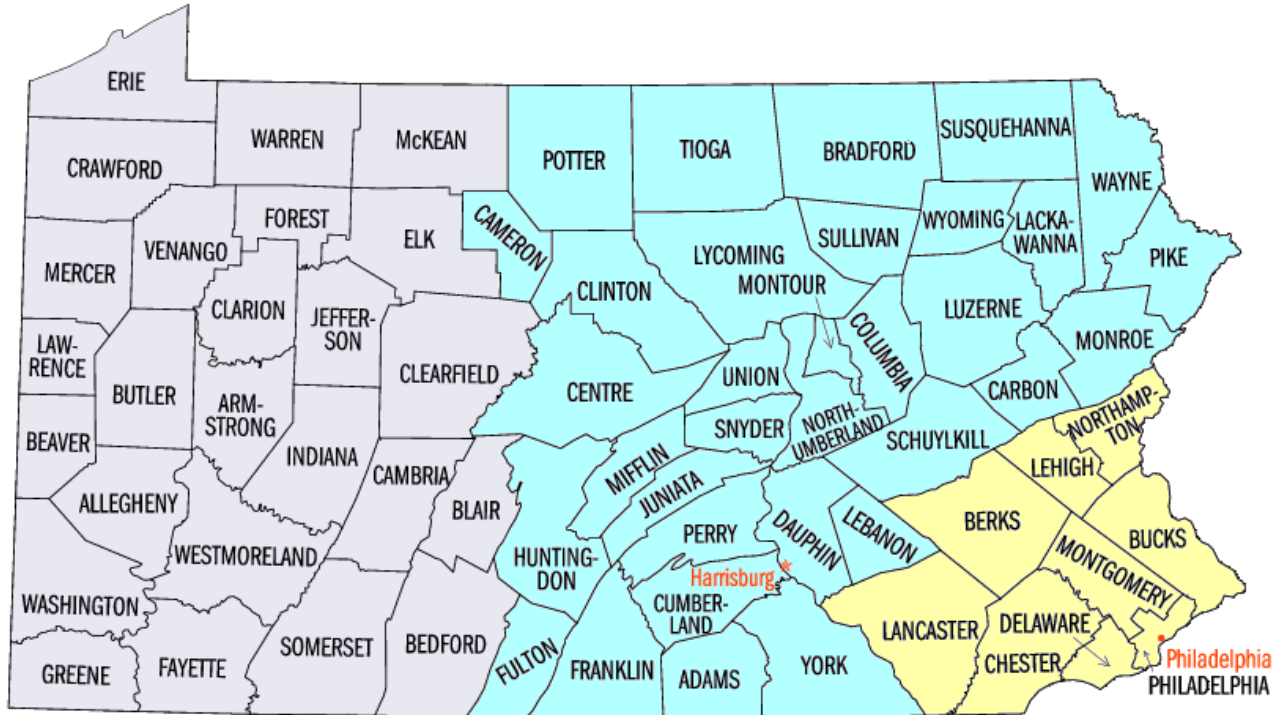 ERIE
WARREN
McKEAN
POTTER
TIOGA
BRADFORD
SUSQUEHANNA
WAYNE
CRAWFORD
FOREST
ELK
CAMERON
LYCOMING
SULLIVAN
WYOMING
LACKA-
WANNA
PIKE
MERCER
VENANGO
CLARION
JEFFER-
SON
CLINTON
MONTOUR
COLUMBIA
LUZERNE
MONROE
LAW-
RENCE
BUTLER
ARM-
STRONG
CLEARFIELD
CENTRE
UNION
SNYDER
NORTH-
UMBERLAND
SCHUYLKILL
CARBON
NORTHAMP-
TON
BEAVER
INDIANA
CAMBRIA
BLAIR
MIFFLIN
JUNIATA
LEHIGH
ALLEGHENY
WESTMORELAND
HUNTING-
DON
PERRY
DAUPHIN
LEBANON
BERKS
MONTGOMERY
BUCKS
Harrisburg
WASHINGTON
CUMBER-
LAND
LANCASTER
DELAWARE
CHESTER
Philadelphia
PHILADELPHIA
GREENE
FAYETTE
SOMERSET
BEDFORD
FULTON
FRANKLIN
ADAMS
YORK